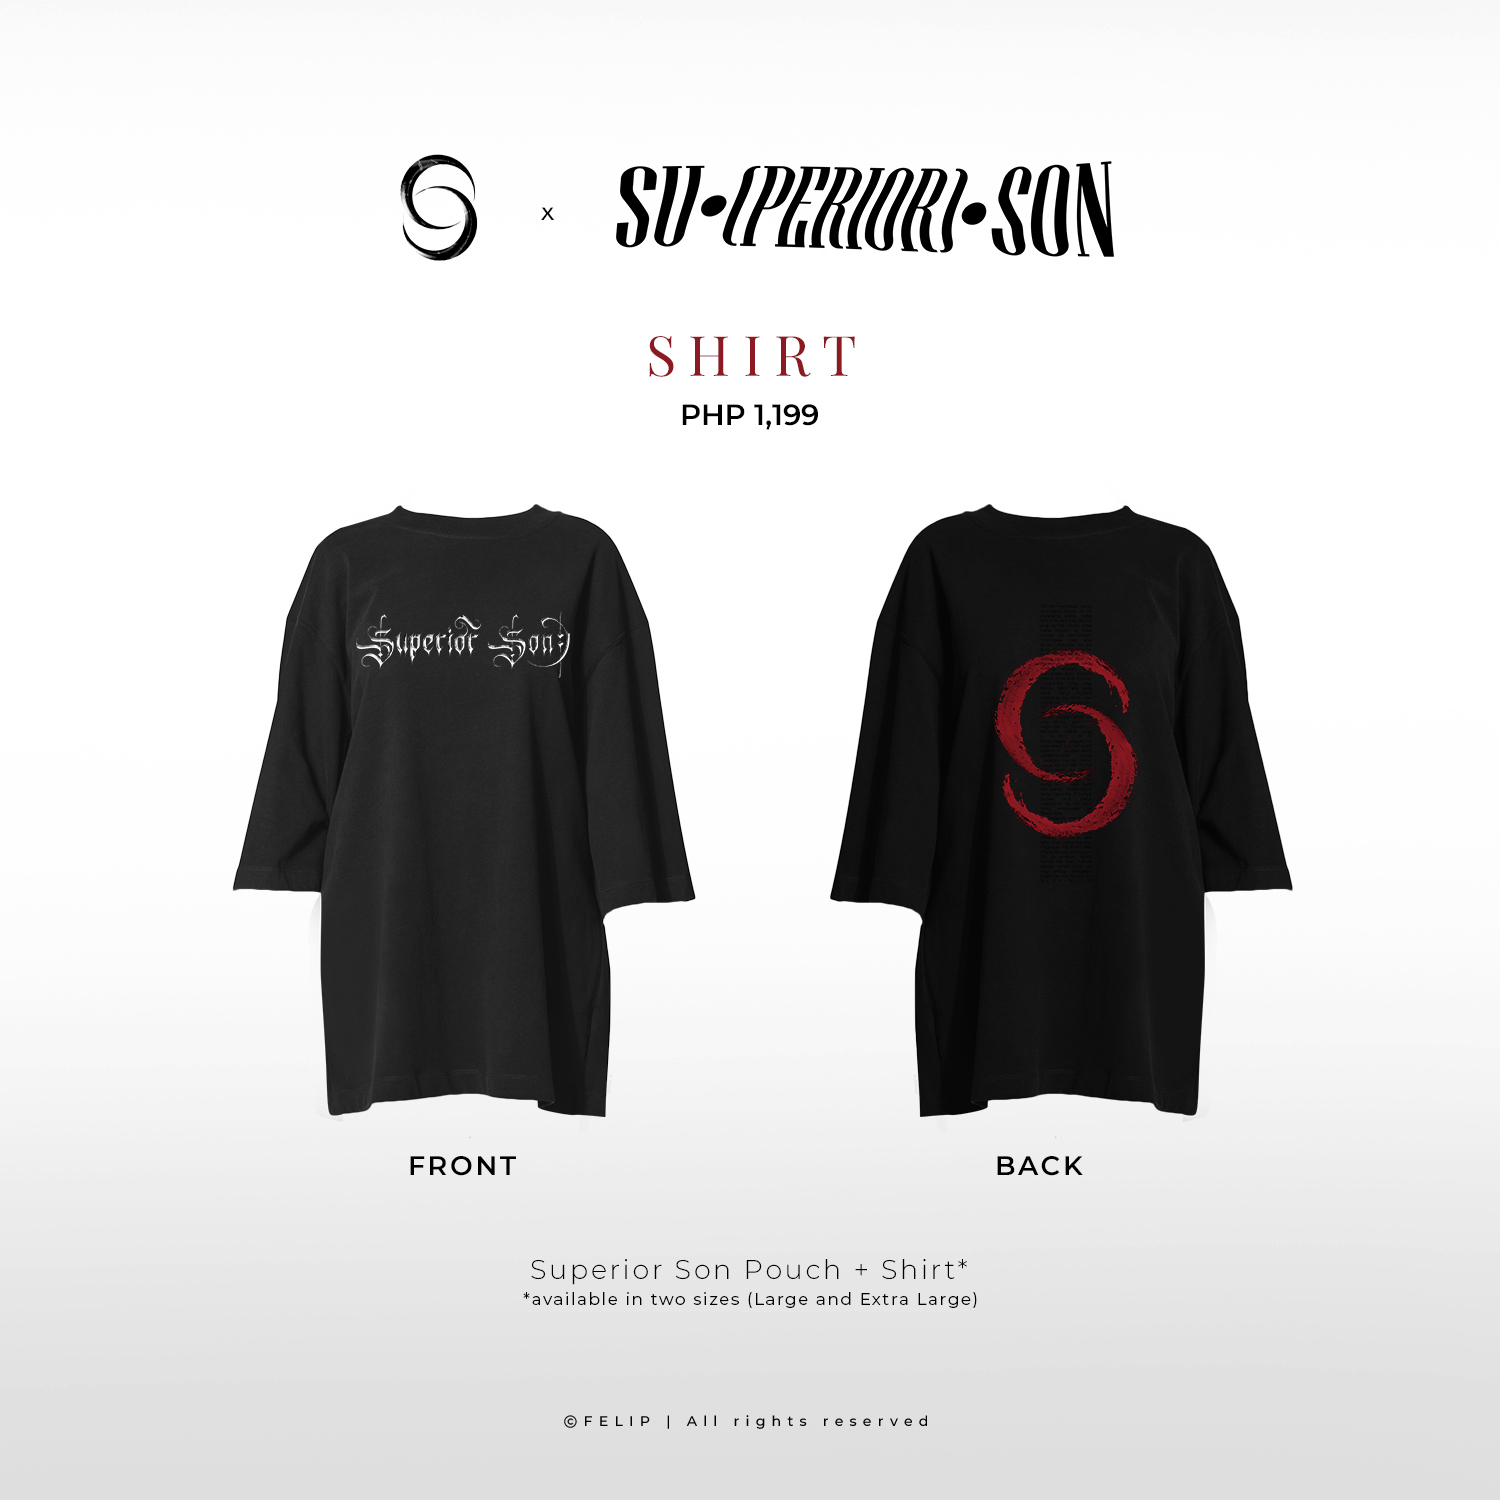 x SU•(PERIOR)•SON
SHIRT
PHP 1,199
Superior Son
FRONT
BACK
Superior Son Pouch + Shirt*
*available in two sizes (Large and Extra Large)
©FELIP | All rights reserved